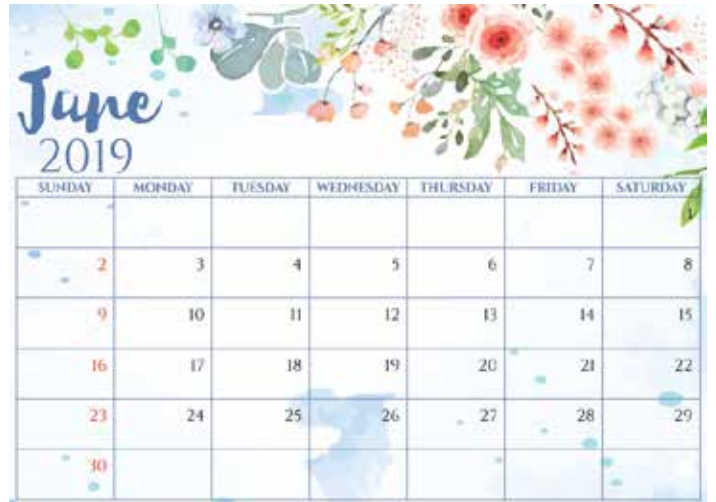 June
2019
SUNDAY MONDAY TUESDAY WEDNESDAY THURSDAY FRIDAY SATURDAY
1
2 3 4 5 6 7 8
9 10 11 12 13 14 15
16 17 18 19 20 21 22
23 24 25 26 27 28 29
30